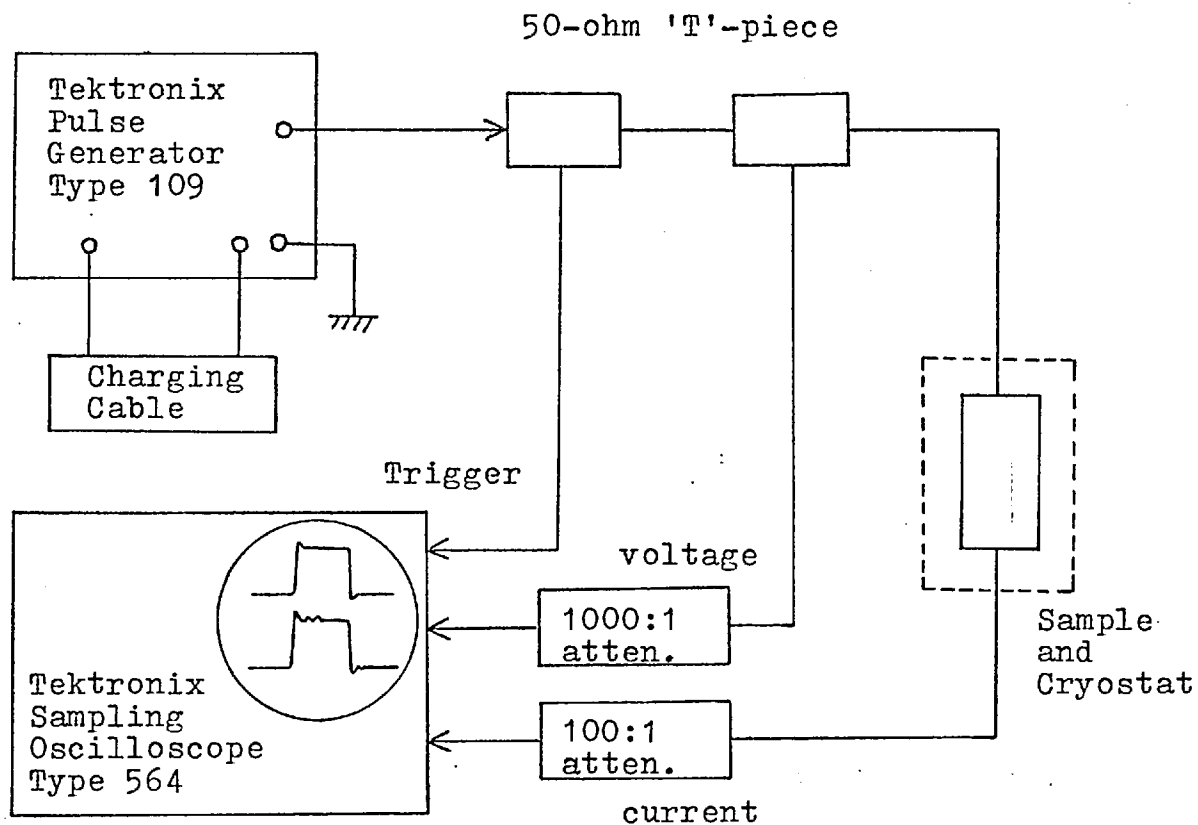 50-ohm 'T'-piece
Tektronix
Pulse
Generator
Type 109
Charging
Cable
Trigger
voltage
1000:1
atten.
Sample
and
Cryostat
Tektronix
Sampling
Oscilloscope
Type 564
100:1
atten.
current